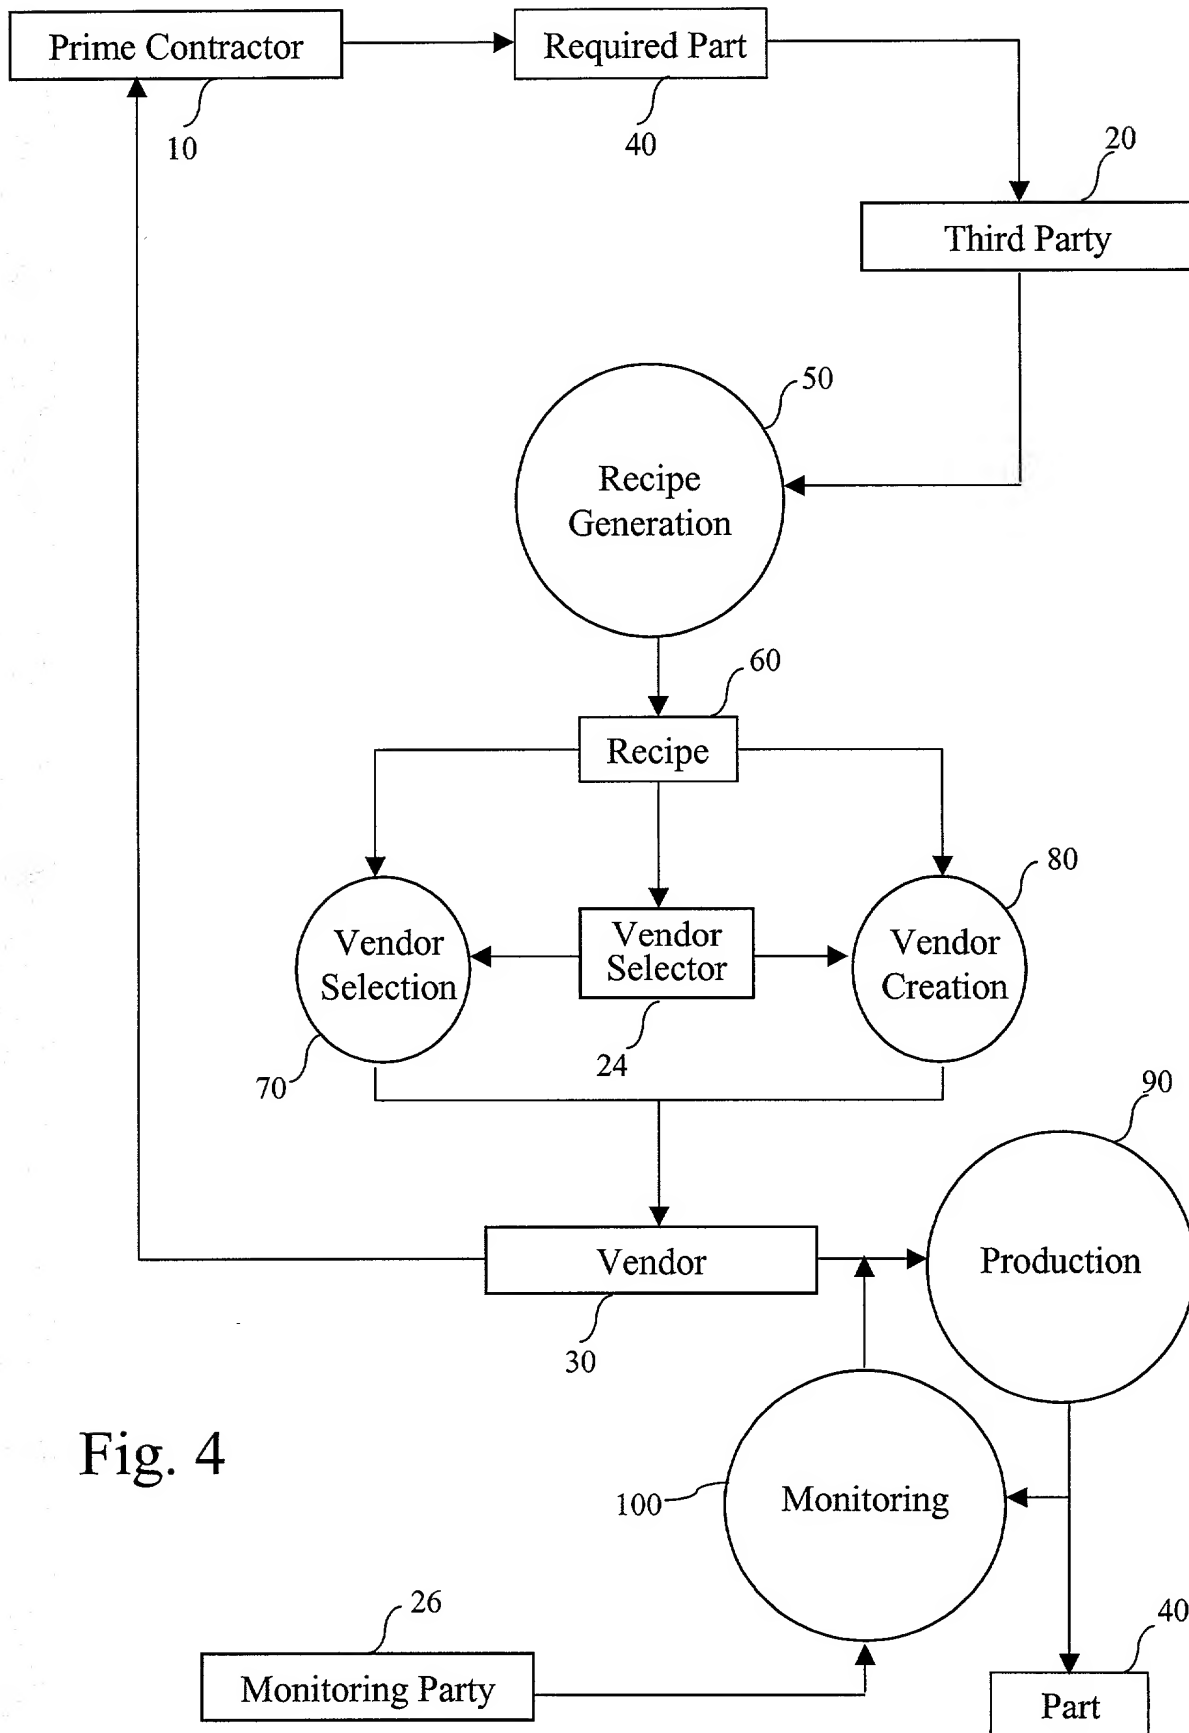 Prime Contractor
Required Part
10
40
20
Third Party
50
Recipe
Generation
60
Recipe
80
Vendor
Selection
Vendor
Selector
Vendor
Creation
70
24
90
Vendor
Production
30
Fig. 4
100
Monitoring
26
40
Monitoring Party
Part